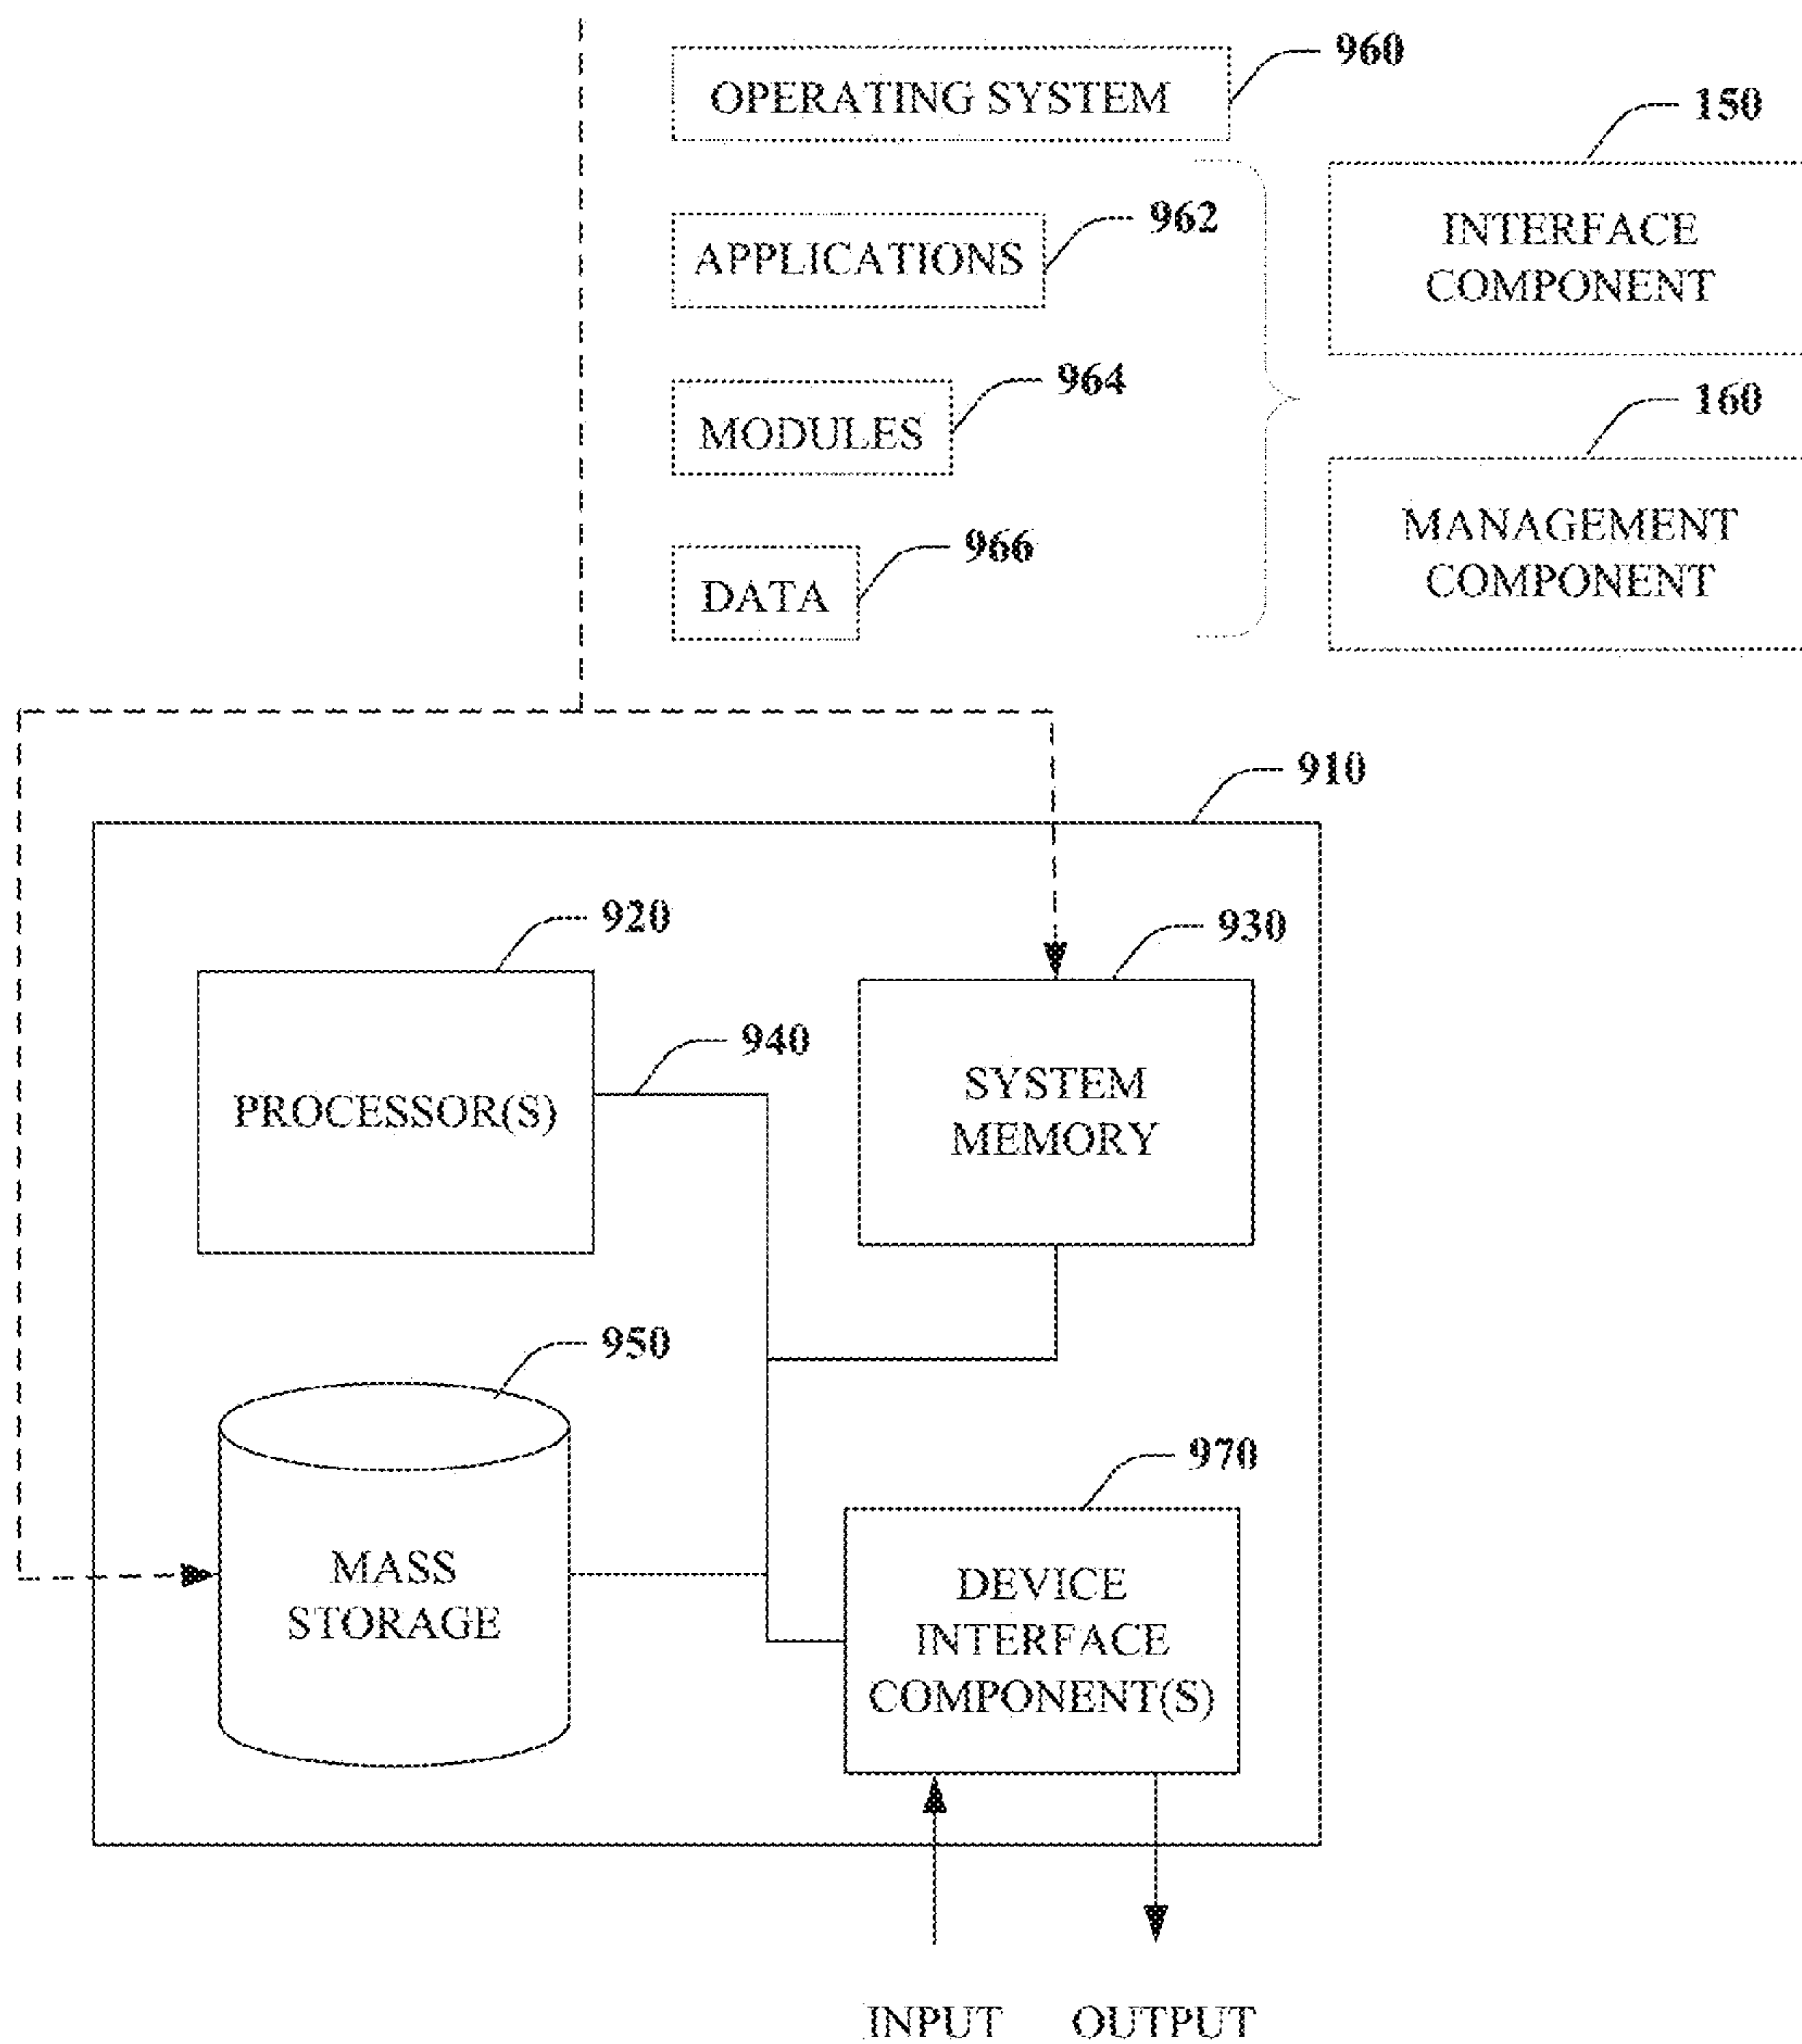 960
OPERATING SYSTEM
150
962
APPLICATIONS
INTERFACE
COMPONENT
964
MODULES
160
966
DATA
MANAGEMENT
COMPONENT
910
920
930
940
PROCESSOR(S)
SYSTEM
MEMORY
950
970
MASS
STORAGE
DEVICE
INTERFACE
COMPONENT(S)
INPUT
OUTPUT